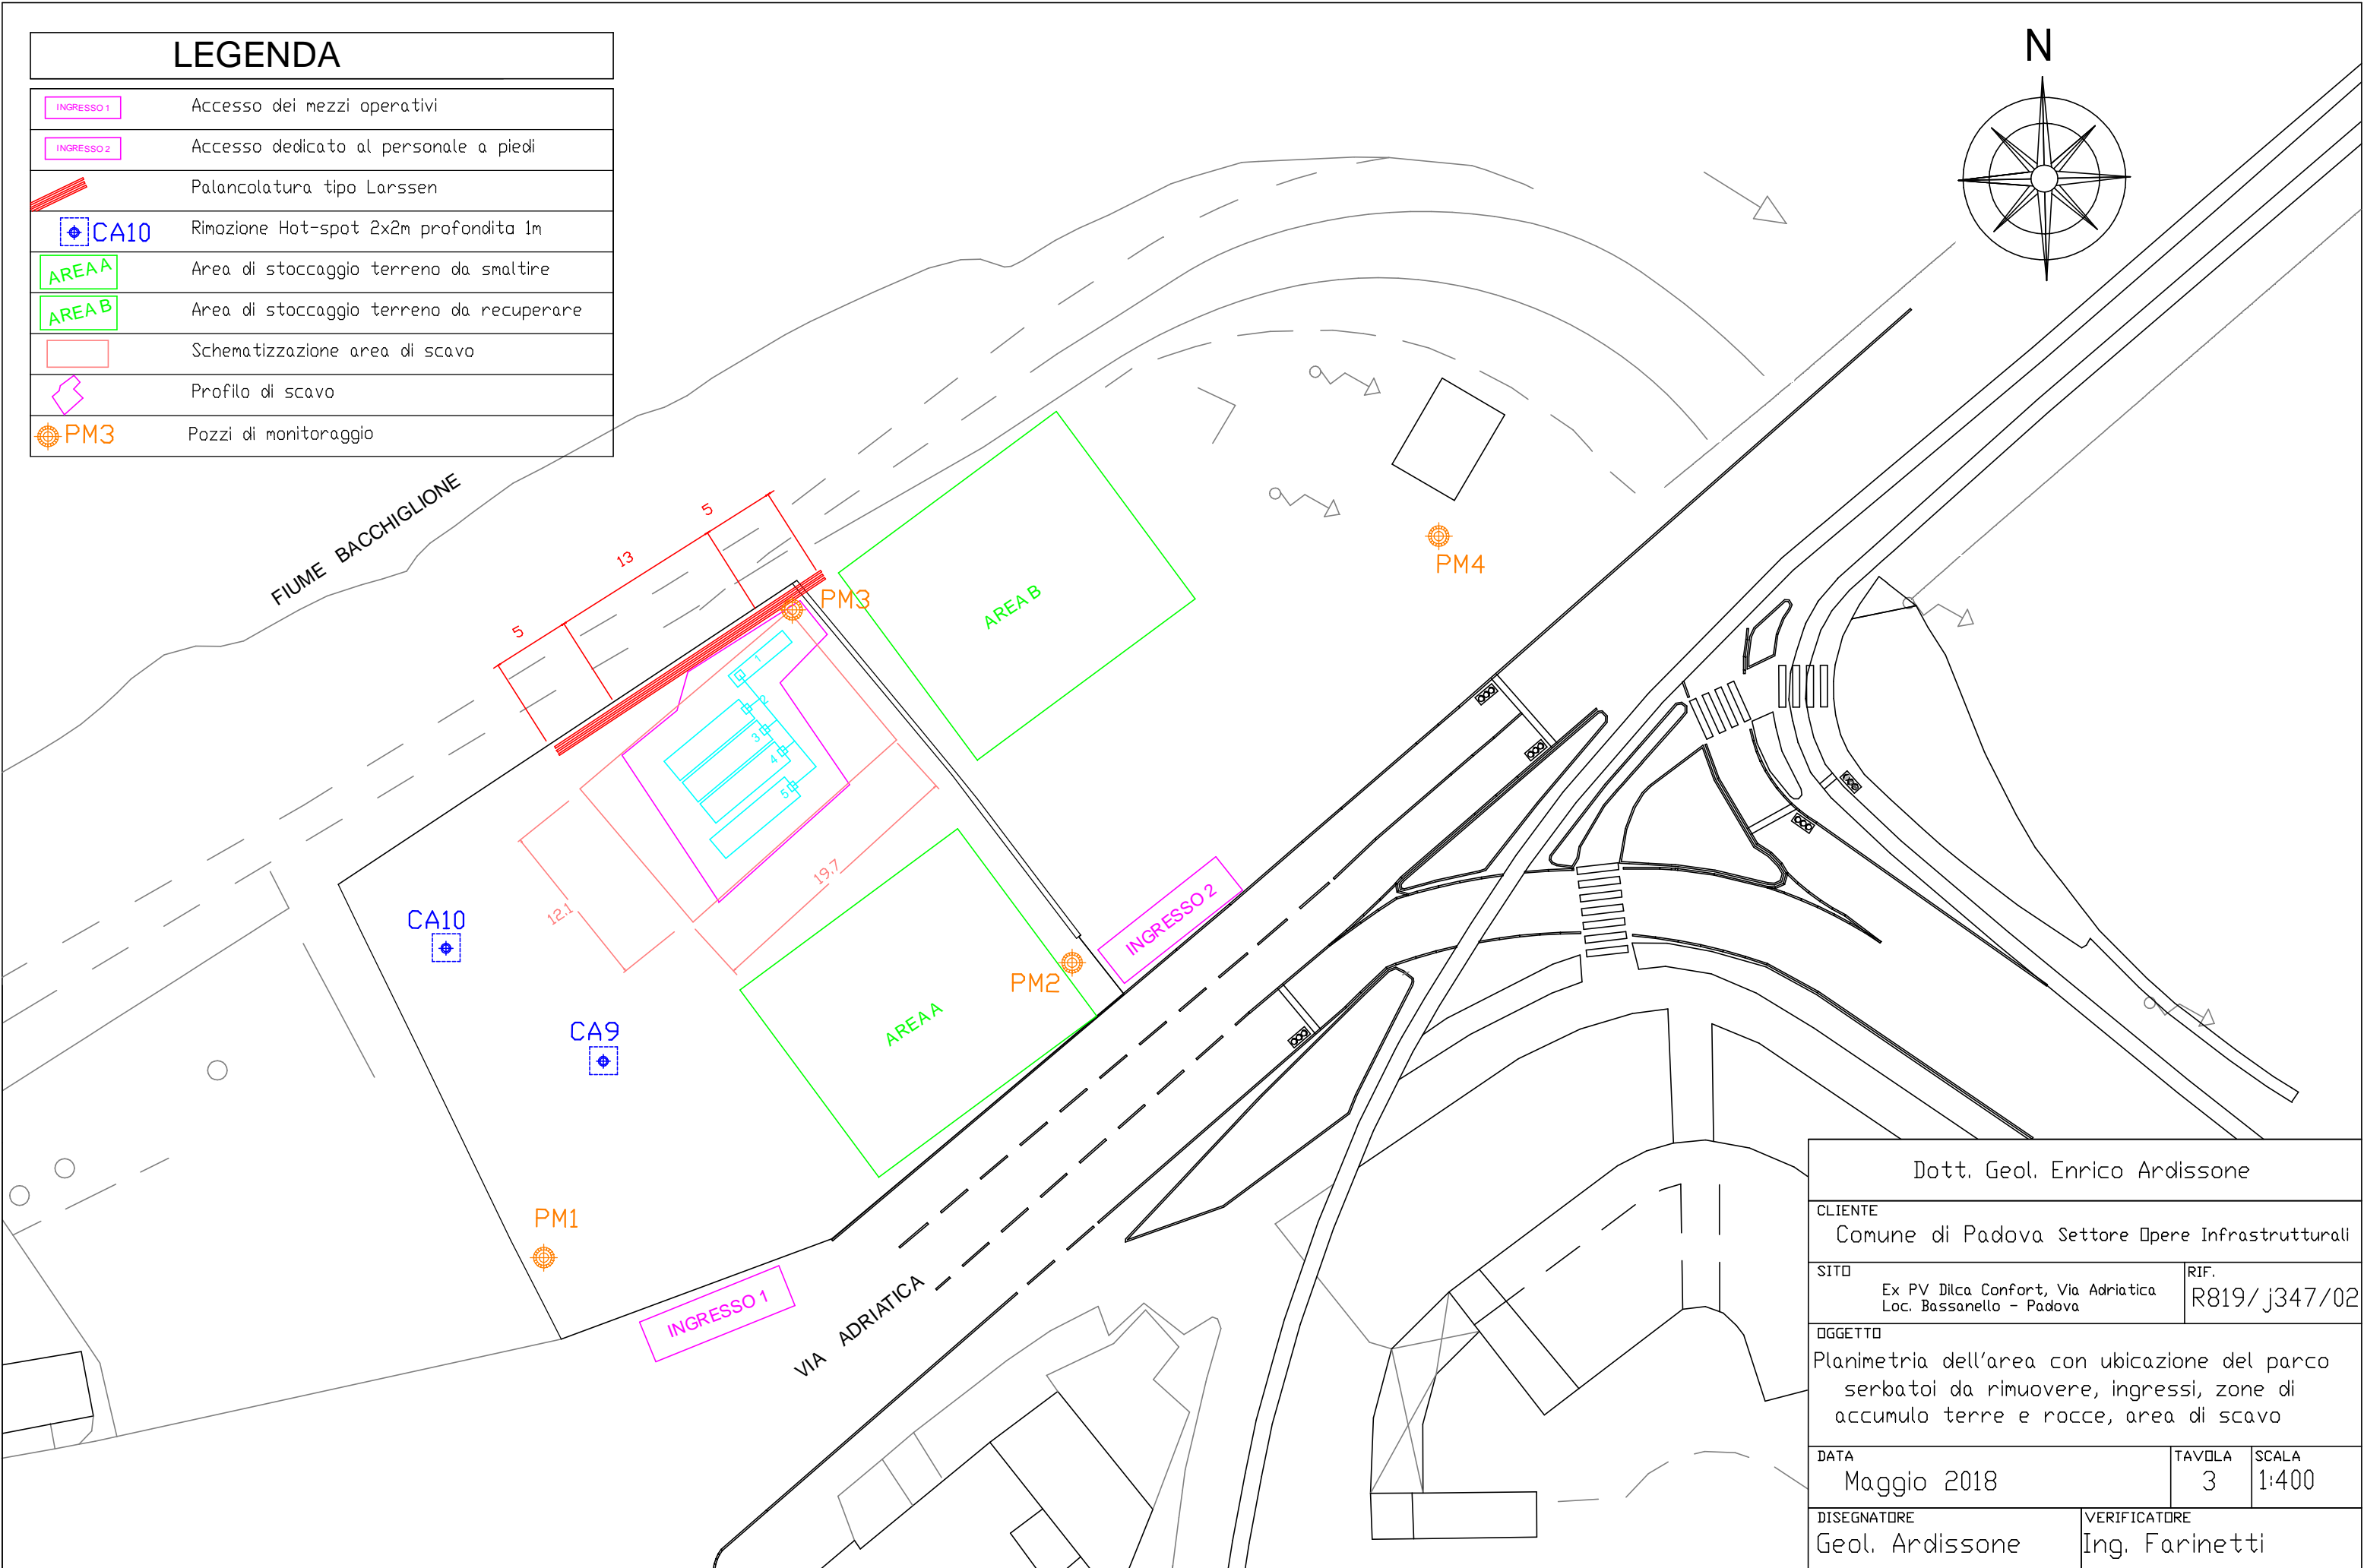 LEGENDA
INGRESSO 1 Accesso dei mezzi operativi
INGRESSO 2 Accesso dedicato al personale a piedi
Palancolatura tipo Larssen
CA10 Rimozione Hot-spot 2x2m profondita 1m
AREA A Area di stoccaggio terreno da smaltire
AREA B Area di stoccaggio terreno da recuperare
Schematizzazione area di scavo
Profilo di scavo
PM3 Pozzi di monitoraggio
N
FIUME BACCHIGLIONE
5
13
5
PM3
PM4
AREA B
1
2
3
4
5
19.7
12.1
CA10
CA9
PM2
INGRESSO 2
AREA A
PM1
INGRESSO 1
VIA ADRIATICA
Dott. Geol. Enrico Ardissone
CLIENTE
Comune di Padova Settore Opere Infrastrutturali
SITO
Ex PV Dilca Confort, Via Adriatica
Loc. Bassanello - Padova
RIF.
R819/j347/02
OGGETTO
Planimetria dell'area con ubicazione del parco
serbatoi da rimuovere, ingressi, zone di
accumulo terre e rocce, area di scavo
DATA
Maggio 2018
TAVOLA
3
SCALA
1:400
DISEGNATORE
Geol. Ardissone
VERIFICATORE
Ing. Farinetti